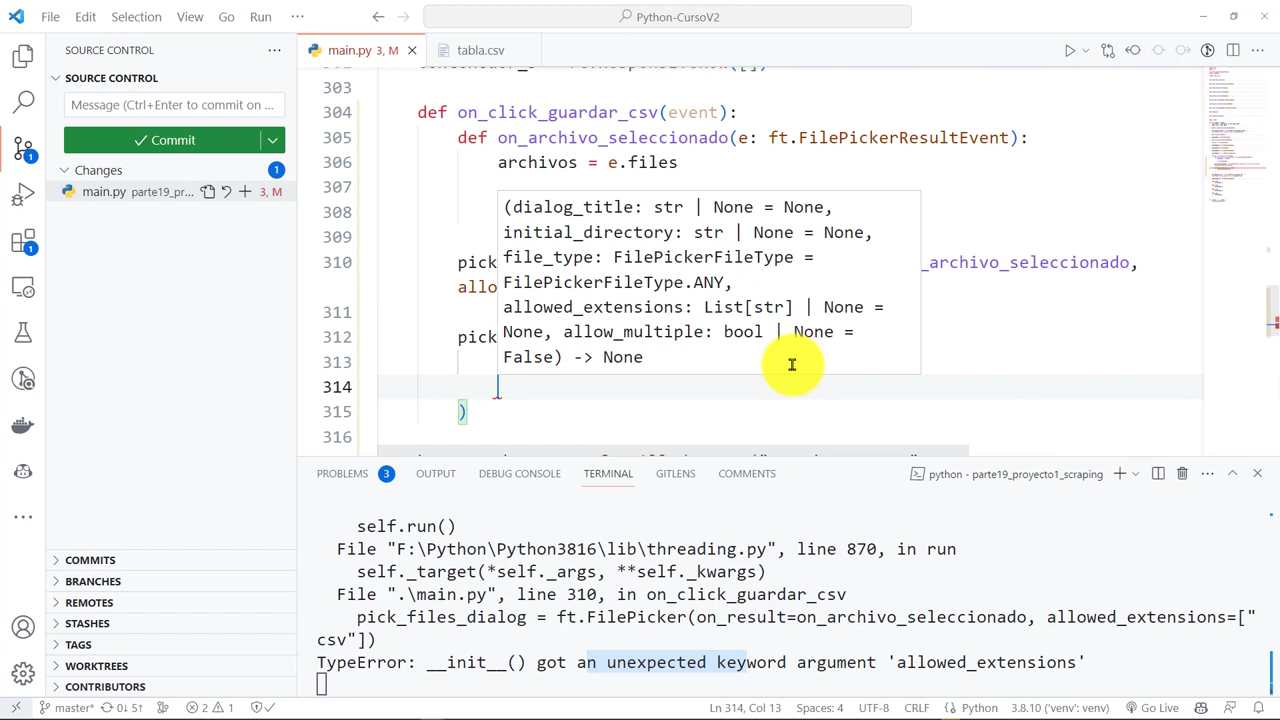 File Edit Selection View Go Run ···
Python-CursoV2
SOURCE CONTROL ···
SOURCE CONTROL
Message (Ctrl+Enter to commit on ...
Commit
Changes 1
main.py parte19_pr... 3, M
COMMITS
BRANCHES
REMOTES
STASHES
TAGS
WORKTREES
CONTRIBUTORS
main.py 3, M
tabla.csv
303
304 def on_click_guardar_csv(event):
305 def
306 = file
307
308 dialog_title: str | None = None,
309 initial_directory: str | None = None,
file_type: FilePickerFileType =
310 pick _archivo_seleccionado,
allo FilePickerFileType.ANY,
311 allowed_extensions: List[str] | None =
312 pick None, allow_multiple: bool | None =
313 False) -> None
314
315 )
316
PROBLEMS 3 OUTPUT DEBUG CONSOLE TERMINAL GITLENS COMMENTS python - parte19_proyecto1_scraping
self.run()
File "F:\Python\Python3816\lib\threading.py", line 870, in run
self._target(*self._args, **self._kwargs)
File ".\main.py", line 310, in on_click_guardar_csv
pick_files_dialog = ft.FilePicker(on_result=on_archivo_seleccionado, allowed_extensions=["
csv"])
TypeError: __init__() got an unexpected keyword argument 'allowed_extensions'
master* 0↓ 5↑ 2 1 Ln 314, Col 13 Spaces: 4 UTF-8 CRLF Python 3.8.10 ('venv': venv) Go Live